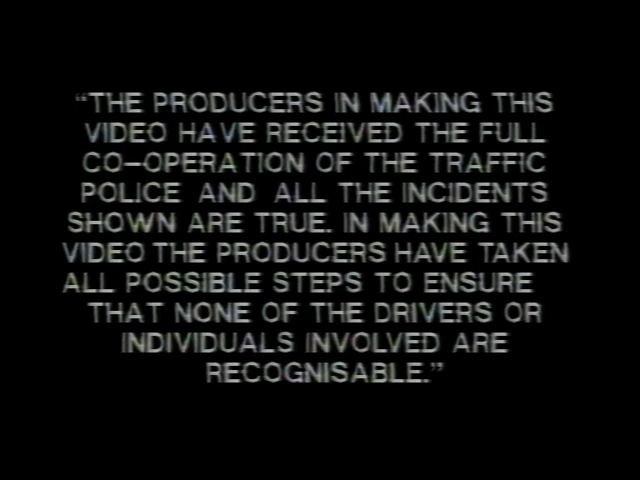 “THE PRODUCERS IN MAKING THIS
VIDEO HAVE RECEIVED THE FULL
CO-OPERATION OF THE TRAFFIC
POLICE AND ALL THE INCIDENTS
SHOWN ARE TRUE. IN MAKING THIS
VIDEO THE PRODUCERS HAVE TAKEN
ALL POSSIBLE STEPS TO ENSURE
THAT NONE OF THE DRIVERS OR
INDIVIDUALS INVOLVED ARE
RECOGNISABLE.”